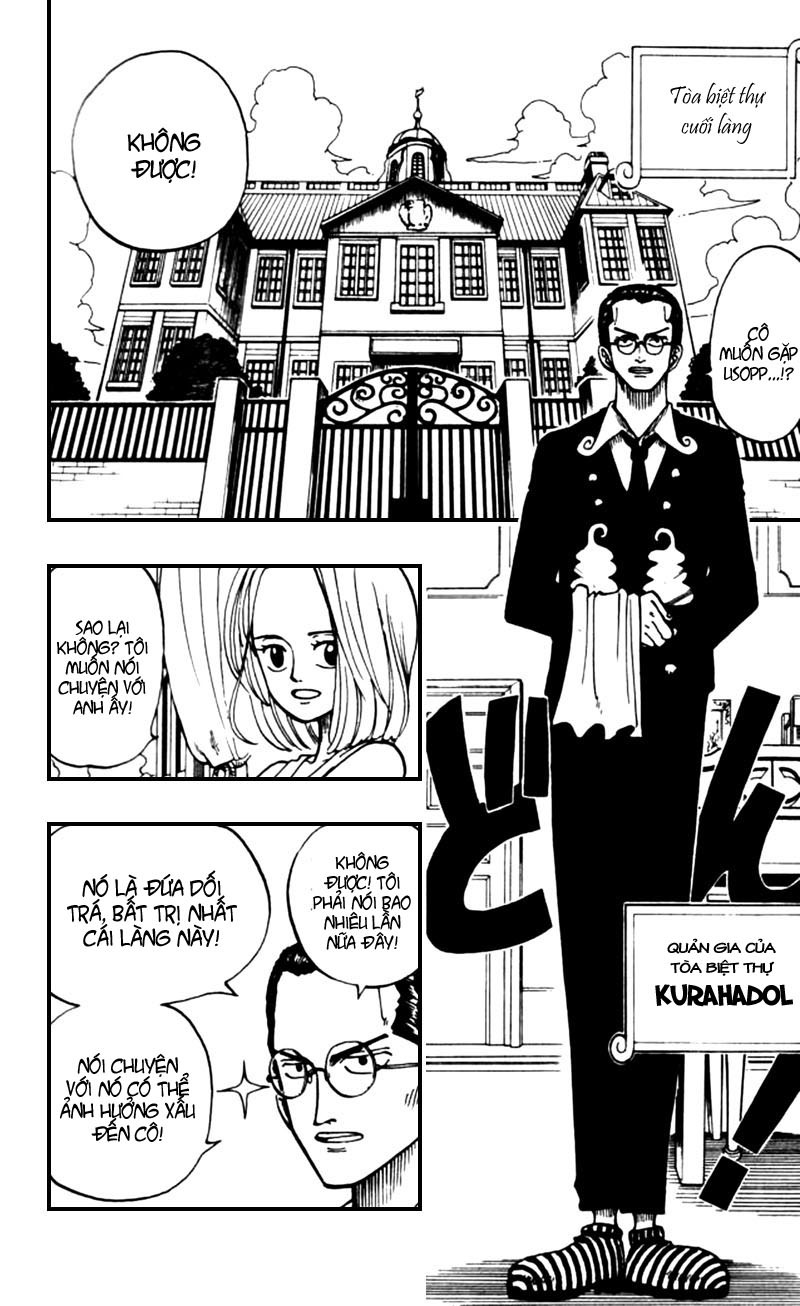 Tòa biệt thự
cuối làng
CÔ
MUỐN GẶP
USOPP...!?
KHÔNG
ĐƯỢC!
QUẢN GIA CỦA
TÒA BIỆT THỰ
KURAHADOL
ドン!
SAO LẠI
KHÔNG? TÔI
MUỐN NÓI
CHUYỆN VỚI
ANH ẤY!
KHÔNG
ĐƯỢC! TÔI
PHẢI NÓI BAO
NHIÊU LẦN
NỮA ĐÂY!
NÓ LÀ ĐỨA DỐI
TRÁ, BẤT TRỊ NHẤT
CÁI LÀNG NÀY!
NÓI CHUYỆN
VỚI NÓ CÓ THỂ
ẢNH HƯỞNG XẤU
ĐẾN CÔ!